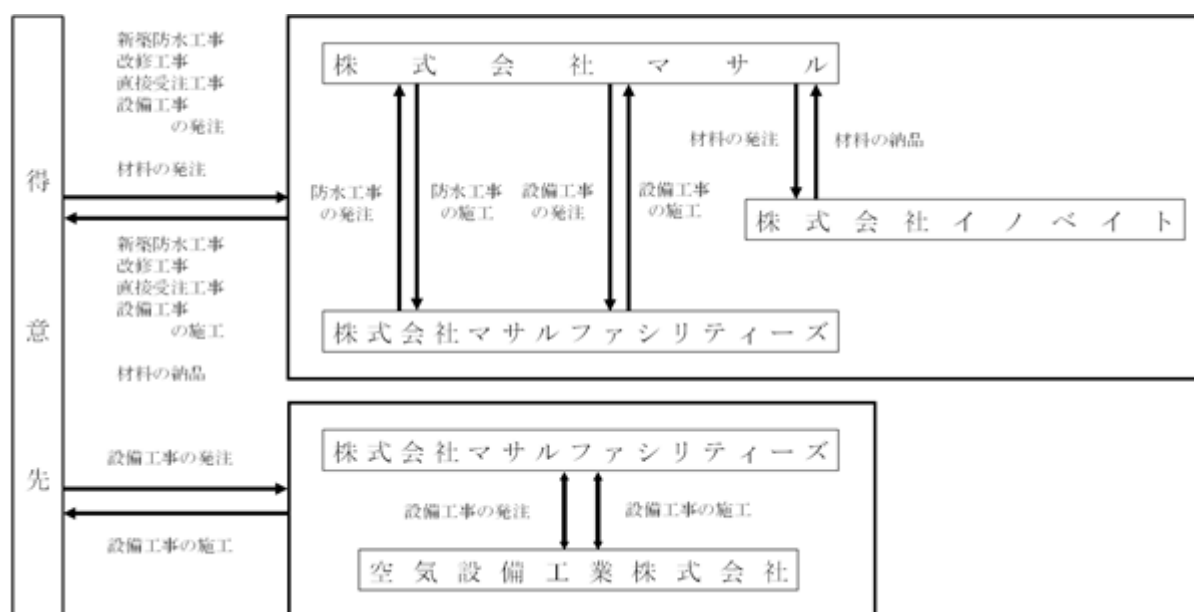 得意先
新築防水工事
改修工事
直接受注工事
設備工事
の発注
材料の発注
新築防水工事
改修工事
直接受注工事
設備工事
の施工
材料の納品
設備工事の発注
設備工事の施工
株式会社マサル
防水工事
の発注
防水工事
の施工
設備工事
の発注
設備工事
の施工
材料の発注
材料の納品
株式会社イノベイト
株式会社マサルファシリティーズ
株式会社マサルファシリティーズ
設備工事の発注
設備工事の施工
空気設備工業株式会社